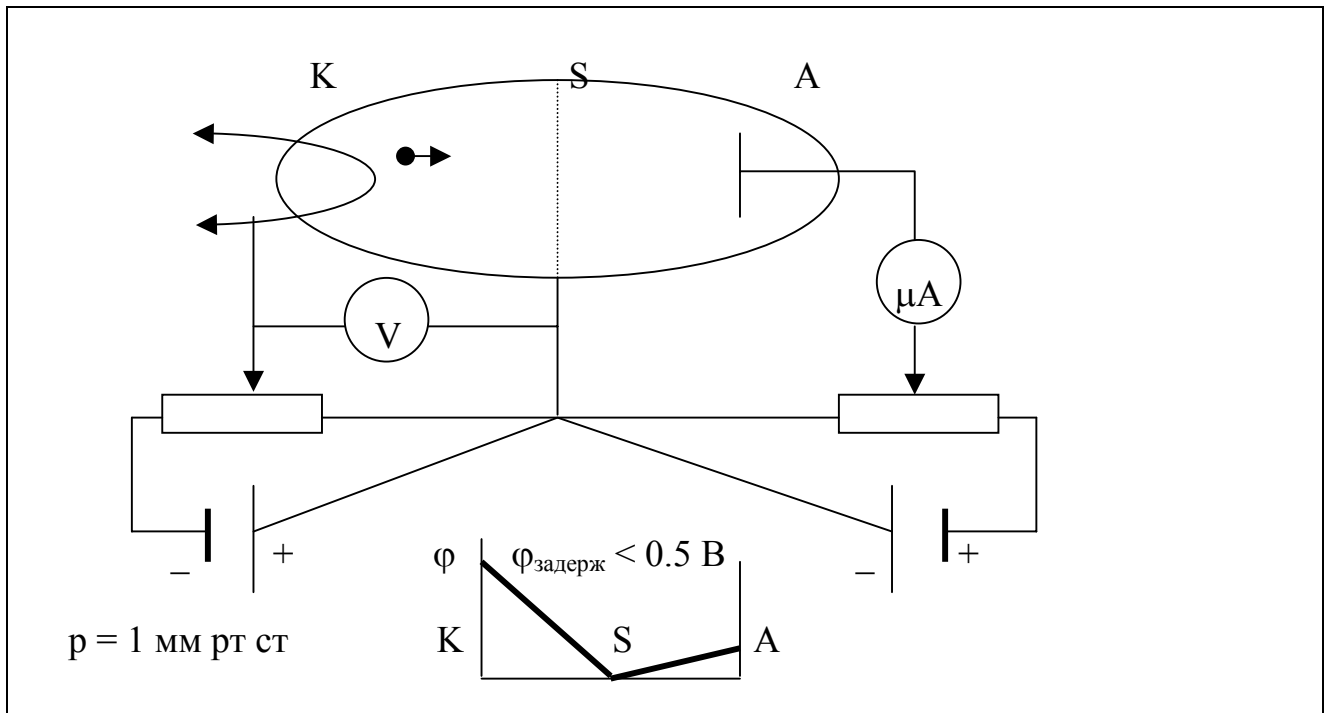 K S A
V
μA
− + − +
φ φзадерж < 0.5 В
p = 1 мм рт ст
K S A